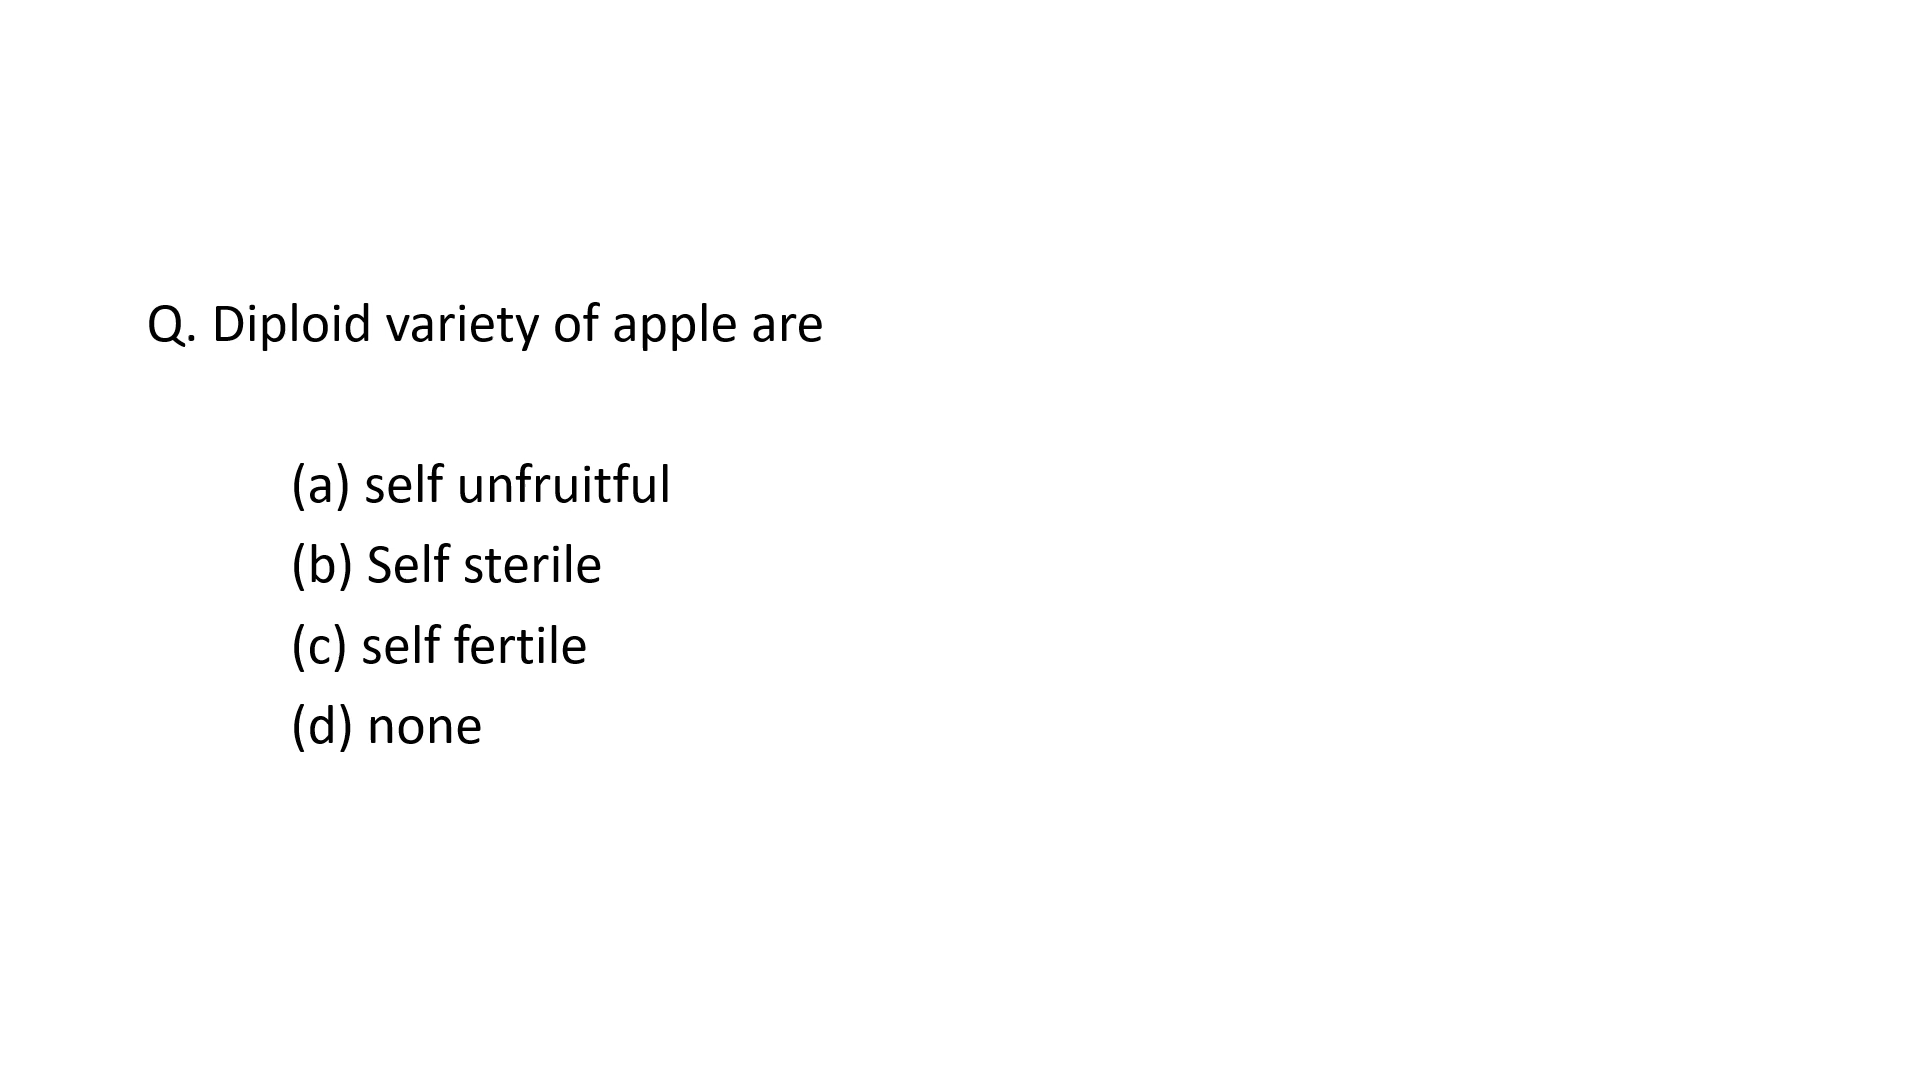 Q. Diploid variety of apple are
(a) self unfruitful
(b) Self sterile
(c) self fertile
(d) none